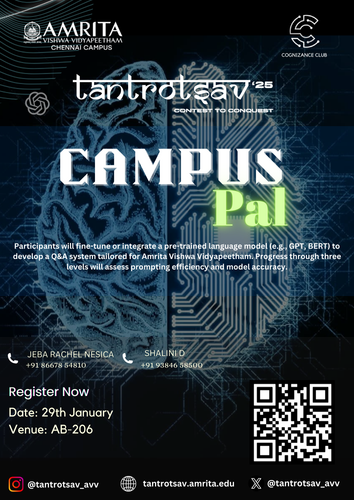 AMRITA
VISHWA VIDYAPEETHAM
CHENNAI CAMPUS
COGNIZANCE CLUB
tantrotsav '25
CONTEST TO CONQUEST
CAMPUS
Pal
Participants will fine-tune or integrate a pre-trained language model (e.g., GPT, BERT) to
develop a Q&A system tailored for Amrita Vishwa Vidyapeetham. Progress through three
levels will assess prompting efficiency and model accuracy.
JEBA RACHEL NESICA
+91 86678 54810
SHALINI D
+91 93846 58500
Register Now
Date: 29th January
Venue: AB-206
@tantrotsav_avv
tantrotsav.amrita.edu
@tantrotsav_avv